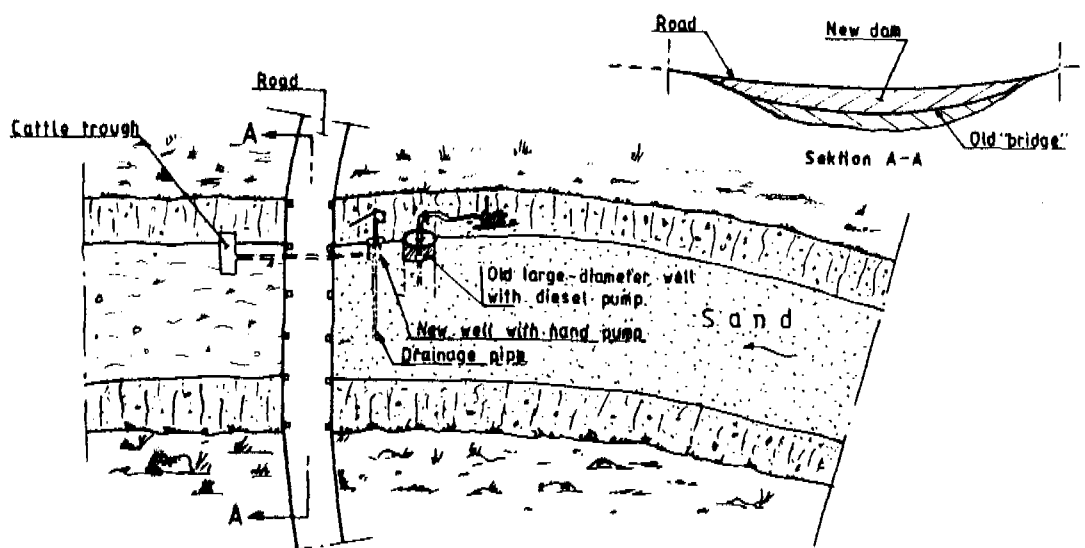 Road
New dam
Old "bridge"
Sektion A-A
Road
Cattle trough
A
Old large-diameter well
with diesel pump
New well with hand pump
Drainage pipe
Sand
A